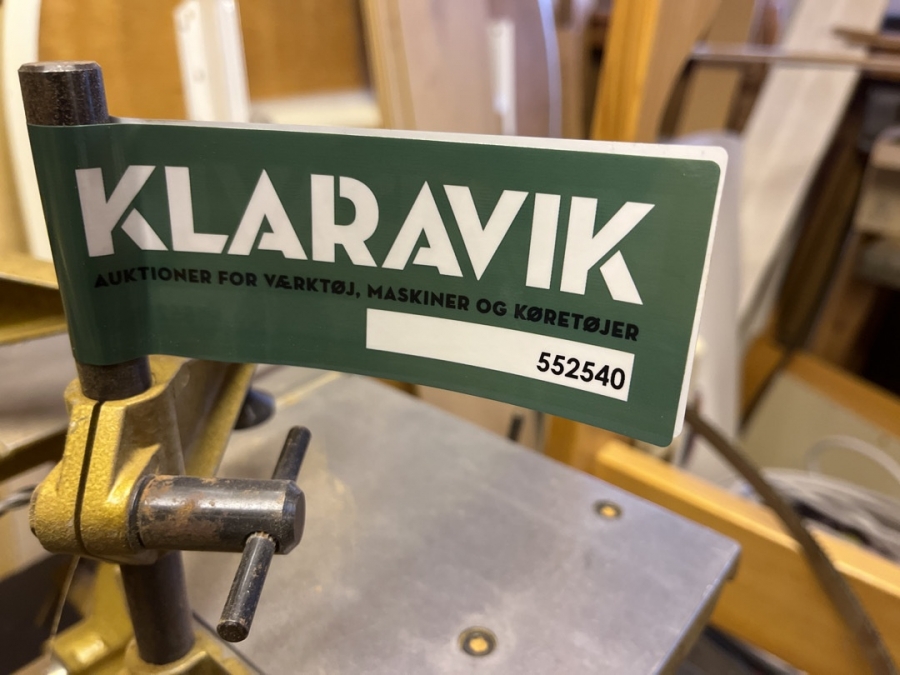 KLARAVIK
AUKTIONER FOR VÆRKTØJ, MASKINER OG KØRETØJER
552540